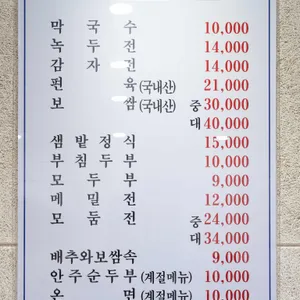 막국수 10,000
녹두전 14,000
감자전 14,000
편육(국내산) 21,000
보쌈(국내산) 중 30,000
대 40,000
샘밭정식 15,000
부침두부 10,000
모두부 9,000
메밀전 12,000
모둠전 중 24,000
대 34,000
배추와보쌈속 9,000
안주순두부(계절메뉴) 10,000
온면(계절메뉴) 10,000